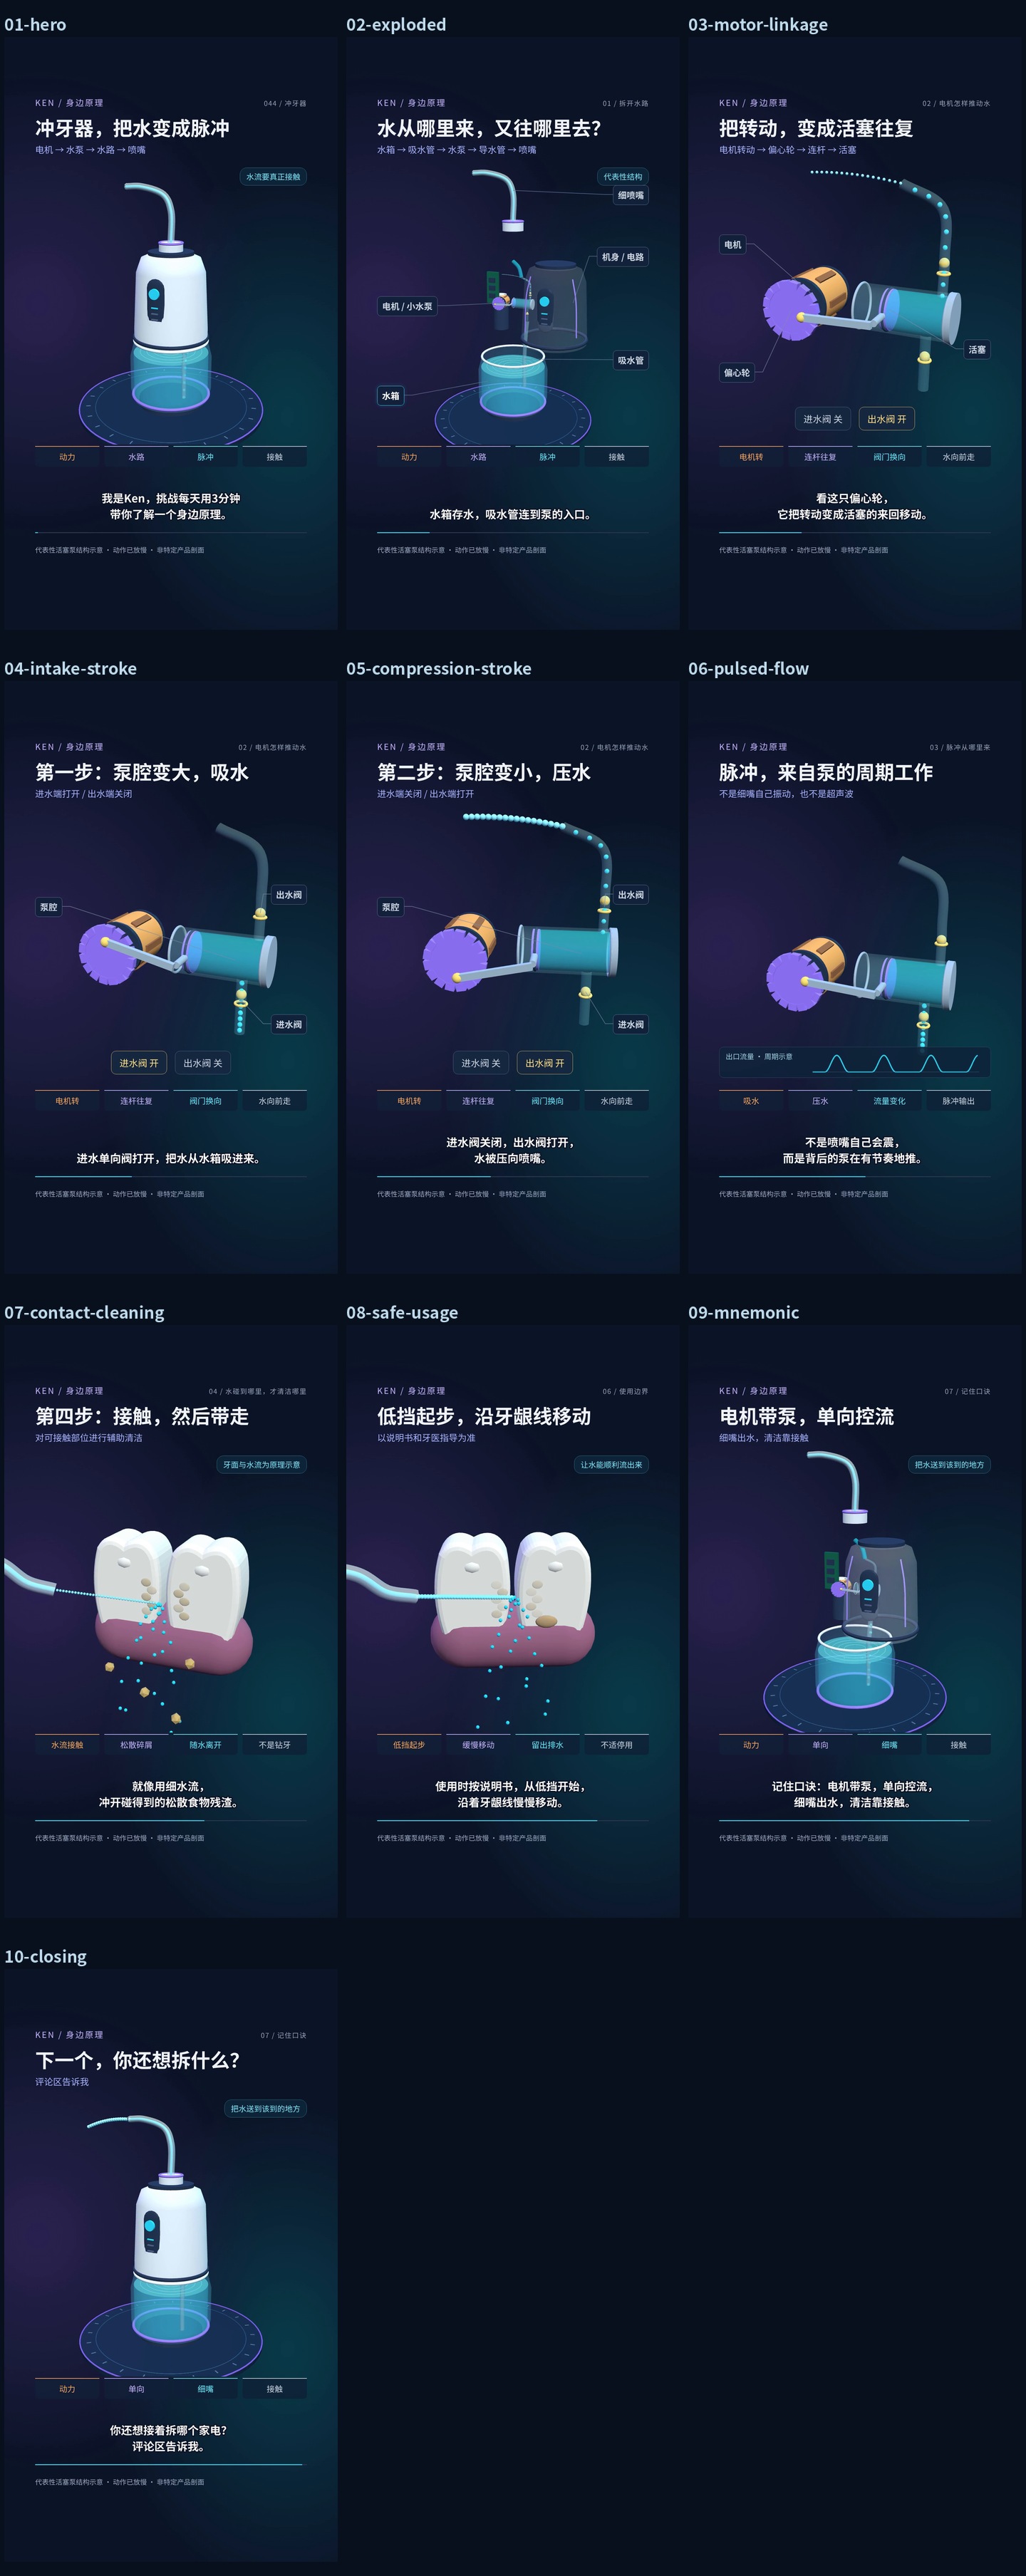 01-hero
KEN / 身边原理
044 / 冲牙器
冲牙器，把水变成脉冲
电机 → 水泵 → 水路 → 喷嘴
水流要真正接触
动力
水路
脉冲
接触
我是Ken，挑战每天用3分钟
带你了解一个身边原理。
代表性活塞泵结构示意 • 动作已放慢 • 非特定产品剖面
02-exploded
KEN / 身边原理
01 / 拆开水路
水从哪里来，又往哪里去？
水箱 → 吸水管 → 水泵 → 导水管 → 喷嘴
代表性结构
细喷嘴
机身 / 电路
电机 / 小水泵
吸水管
水箱
动力
水路
脉冲
接触
水箱存水，吸水管连到泵的入口。
代表性活塞泵结构示意 • 动作已放慢 • 非特定产品剖面
03-motor-linkage
KEN / 身边原理
02 / 电机怎样推动水
把转动，变成活塞往复
电机转动 → 偏心轮 → 连杆 → 活塞
电机
活塞
偏心轮
进水阀 关
出水阀 开
电机转
连杆往复
阀门换向
水向前走
看这只偏心轮，
它把转动变成活塞的来回移动。
代表性活塞泵结构示意 • 动作已放慢 • 非特定产品剖面
04-intake-stroke
KEN / 身边原理
02 / 电机怎样推动水
第一步：泵腔变大，吸水
进水端打开 / 出水端关闭
出水阀
泵腔
进水阀
进水阀 开
出水阀 关
电机转
连杆往复
阀门换向
水向前走
进水单向阀打开，把水从水箱吸进来。
代表性活塞泵结构示意 • 动作已放慢 • 非特定产品剖面
05-compression-stroke
KEN / 身边原理
02 / 电机怎样推动水
第二步：泵腔变小，压水
进水端关闭 / 出水端打开
出水阀
泵腔
进水阀
进水阀 关
出水阀 开
电机转
连杆往复
阀门换向
水向前走
进水阀关闭，出水阀打开，
水被压向喷嘴。
代表性活塞泵结构示意 • 动作已放慢 • 非特定产品剖面
06-pulsed-flow
KEN / 身边原理
03 / 脉冲从哪里来
脉冲，来自泵的周期工作
不是细嘴自己振动，也不是超声波
出口流量 • 周期示意
吸水
压水
流量变化
脉冲输出
不是喷嘴自己会震，
而是背后的泵在有节奏地推。
代表性活塞泵结构示意 • 动作已放慢 • 非特定产品剖面
07-contact-cleaning
KEN / 身边原理
04 / 水碰到哪里，才清洁哪里
第四步：接触，然后带走
对可接触部位进行辅助清洁
牙面与水流为原理示意
水流接触
松散碎屑
随水离开
不是钻牙
就像用细水流，
冲开碰得到的松散食物残渣。
代表性活塞泵结构示意 • 动作已放慢 • 非特定产品剖面
08-safe-usage
KEN / 身边原理
06 / 使用边界
低挡起步，沿牙龈线移动
以说明书和牙医指导为准
让水能顺利流出来
低挡起步
缓慢移动
留出排水
不适停用
使用时按说明书，从低挡开始，
沿着牙龈线慢慢移动。
代表性活塞泵结构示意 • 动作已放慢 • 非特定产品剖面
09-mnemonic
KEN / 身边原理
07 / 记住口诀
电机带泵，单向控流
细嘴出水，清洁靠接触
把水送到该到的地方
动力
单向
细嘴
接触
记住口诀：电机带泵，单向控流，
细嘴出水，清洁靠接触。
代表性活塞泵结构示意 • 动作已放慢 • 非特定产品剖面
10-closing
KEN / 身边原理
07 / 记住口诀
下一个，你还想拆什么？
评论区告诉我
把水送到该到的地方
动力
单向
细嘴
接触
你还想接着拆哪个家电？
评论区告诉我。
代表性活塞泵结构示意 • 动作已放慢 • 非特定产品剖面